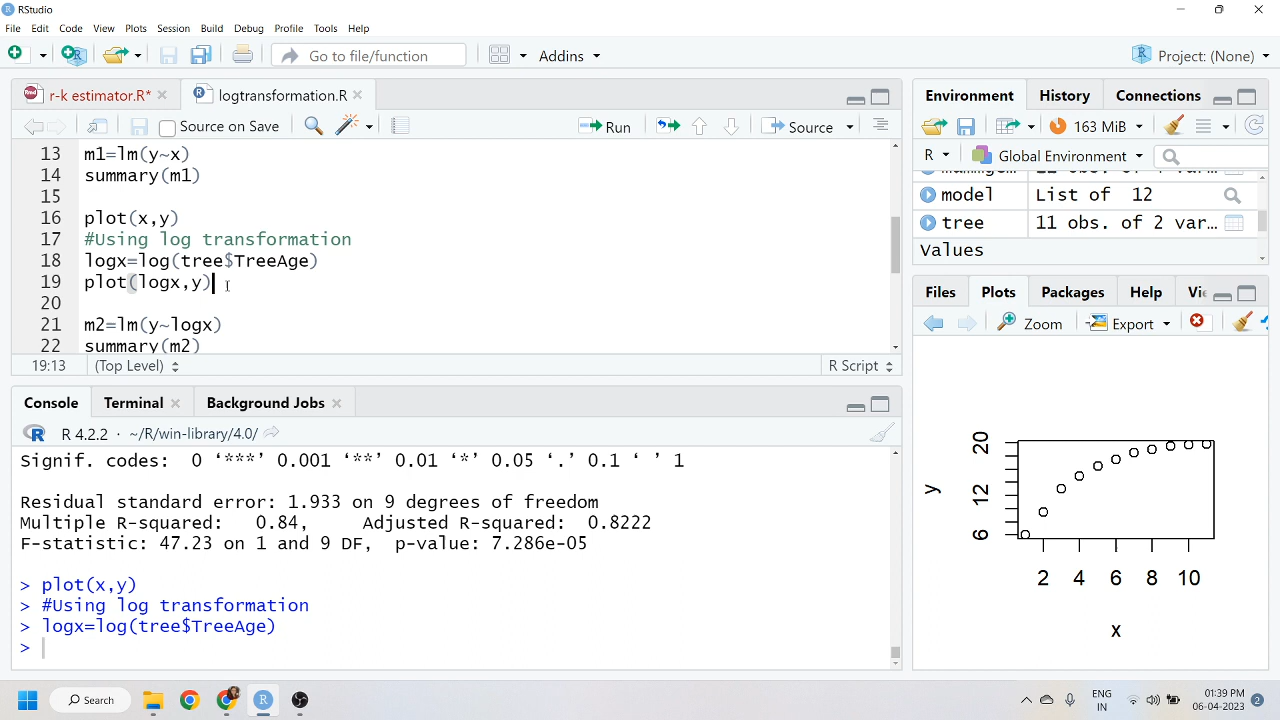 RStudio
File Edit Code View Plots Session Build Debug Profile Tools Help
Go to file/function Addins Project: (None)
r-k estimator.R* logtransformation.R
Source on Save Run Source
13 m1=lm(y~x)
14 summary(m1)
15
16 plot(x,y)
17 #Using log transformation
18 logx=log(tree$TreeAge)
19 plot(logx,y)
20
21 m2=lm(y~logx)
22 summary(m2)
19:13 (Top Level) R Script
Console Terminal Background Jobs
R 4.2.2 · ~/R/win-library/4.0/
Signif. codes: 0 ‘***’ 0.001 ‘**’ 0.01 ‘*’ 0.05 ‘.’ 0.1 ‘ ’ 1
Residual standard error: 1.933 on 9 degrees of freedom
Multiple R-squared: 0.84, Adjusted R-squared: 0.8222
F-statistic: 47.23 on 1 and 9 DF, p-value: 7.286e-05
> plot(x,y)
> #Using log transformation
> logx=log(tree$TreeAge)
>
Environment History Connections
163 MiB
R Global Environment
model List of 12
tree 11 obs. of 2 var...
Values
Files Plots Packages Help Vi
Zoom Export
y
20
12
6
2 4 6 8 10
x
Search
ENG
IN
01:39 PM
06-04-2023
2